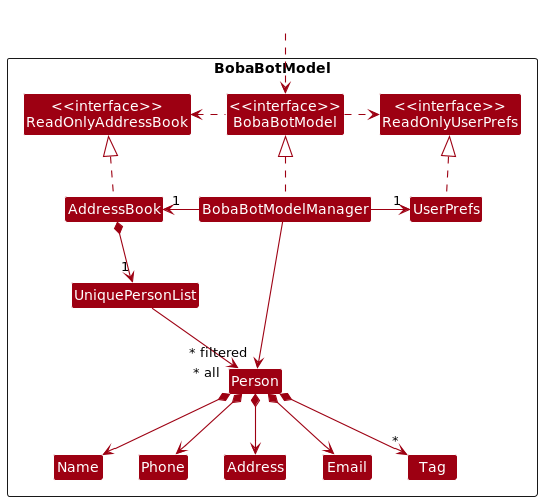 BobaBotModel
<<interface>>
ReadOnlyAddressBook
<<interface>>
BobaBotModel
<<interface>>
ReadOnlyUserPrefs
AddressBook
1
BobaBotModelManager
1
UserPrefs
1
UniquePersonList
* filtered
* all
Person
Name
Phone
Address
Email
*
Tag